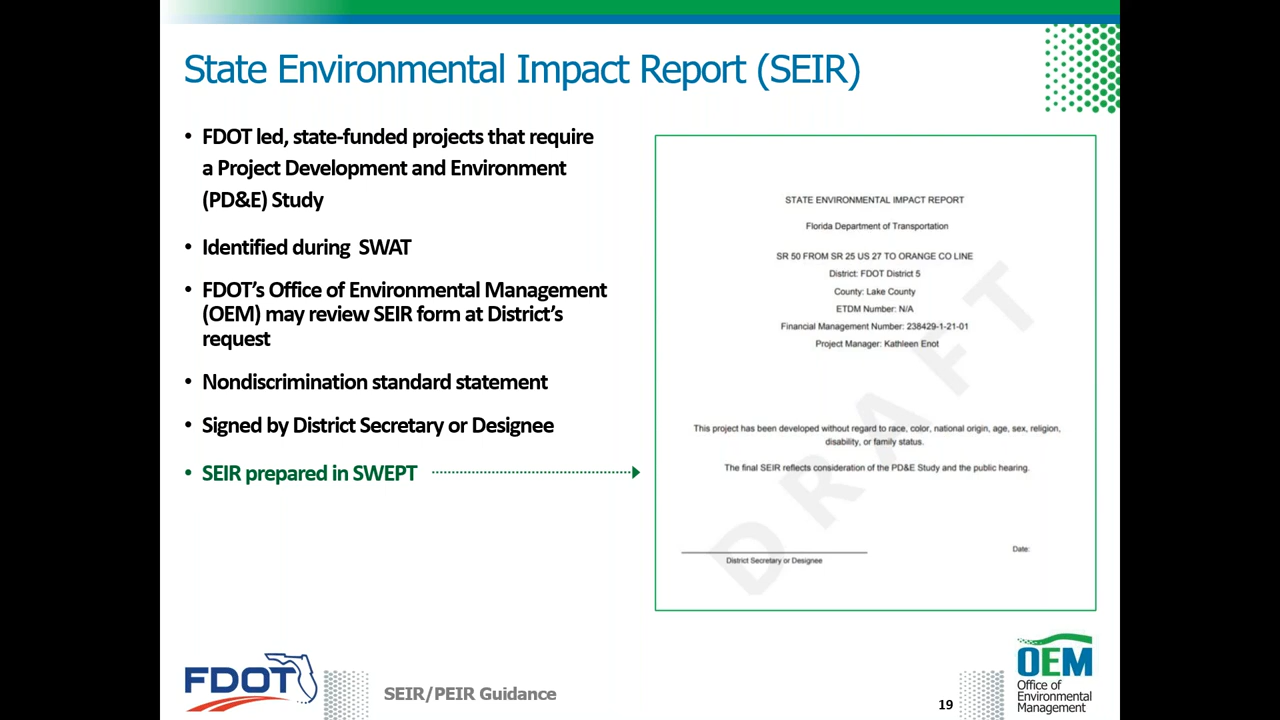 State Environmental Impact Report (SEIR)
• FDOT led, state-funded projects that require
a Project Development and Environment
(PD&E) Study
• Identified during SWAT
• FDOT’s Office of Environmental Management
(OEM) may review SEIR form at District’s
request
• Nondiscrimination standard statement
• Signed by District Secretary or Designee
• SEIR prepared in SWEPT
STATE ENVIRONMENTAL IMPACT REPORT
Florida Department of Transportation
SR 50 FROM SR 25 US 27 TO ORANGE CO LINE
District: FDOT District 5
County: Lake County
ETDM Number: N/A
Financial Management Number: 238429-1-21-01
Project Manager: Kathleen Enot
This project has been developed without regard to race, color, national origin, age, sex, religion,
disability, or family status.
The final SEIR reflects consideration of the PD&E Study and the public hearing.
DRAFT
Date:
District Secretary or Designee
FDOT
SEIR/PEIR Guidance
19
OEM
Office of
Environmental
Management